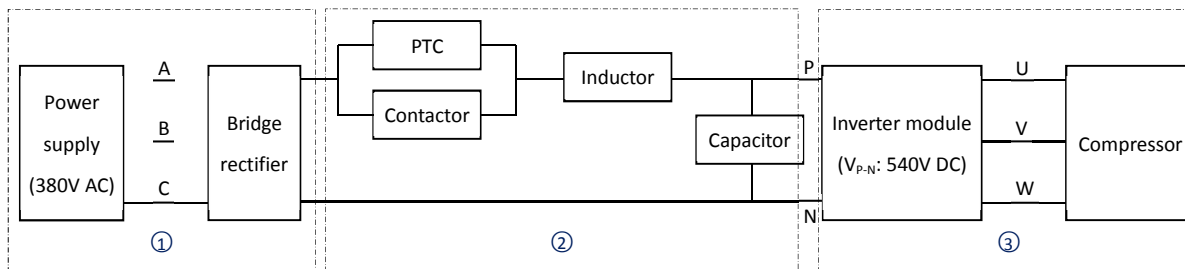 Power
supply
(380V AC)
A
B
C
Bridge
rectifier
PTC
Contactor
Inductor
Capacitor
P
N
Inverter module
(VP-N: 540V DC)
U
V
W
Compressor
①
②
③